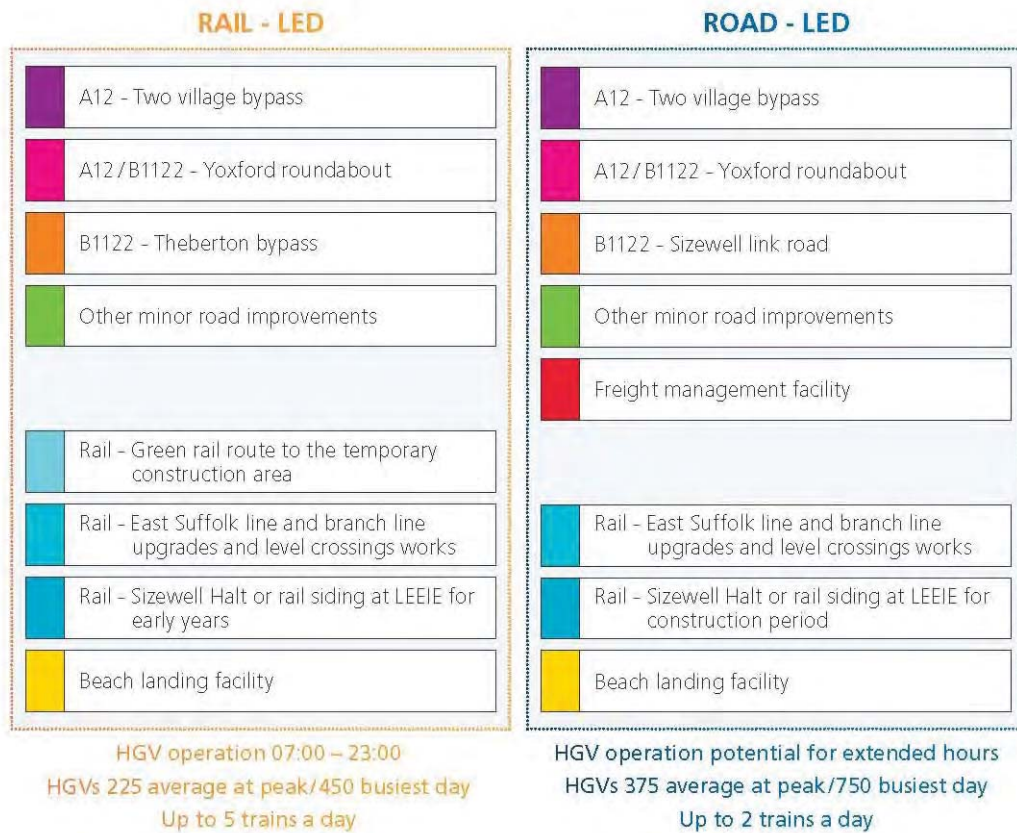 RAIL - LED
A12 - Two village bypass
A12/B1122 - Yoxford roundabout
B1122 - Theberton bypass
Other minor road improvements
Rail - Green rail route to the temporary
construction area
Rail - East Suffolk line and branch line
upgrades and level crossings works
Rail - Sizewell Halt or rail siding at LEEIE for
early years
Beach landing facility
HGV operation 07:00 – 23:00
HGVs 225 average at peak/450 busiest day
Up to 5 trains a day
ROAD - LED
A12 - Two village bypass
A12/B1122 - Yoxford roundabout
B1122 - Sizewell link road
Other minor road improvements
Freight management facility
Rail - East Suffolk line and branch line
upgrades and level crossings works
Rail - Sizewell Halt or rail siding at LEEIE for
construction period
Beach landing facility
HGV operation potential for extended hours
HGVs 375 average at peak/750 busiest day
Up to 2 trains a day